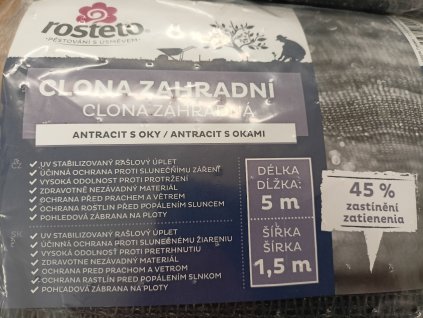 rosteto
PĚSTOVÁNÍ S ÚSMĚVEM
CLONA ZAHRADNÍ
CLONA ZÁHRADNÁ
ANTRACIT S OKY / ANTRACIT S OKAMI
CZ
UV STABILIZOVANÝ RAŠLOVÝ ÚPLET
ÚČINNÁ OCHRANA PROTI SLUNEČNÍMU ZÁŘENÍ
VYSOKÁ ODOLNOST PROTI PROTRŽENÍ
ZDRAVOTNĚ NEZÁVADNÝ MATERIÁL
OCHRANA PŘED PRACHEM A VĚTREM
OCHRANA ROSTLIN PŘED POPÁLENÍM SLUNCEM
POHLEDOVÁ ZÁBRANA NA PLOTY
SK
UV STABILIZOVANÝ RAŠLOVÝ ÚPLET
ÚČINNÁ OCHRANA PROTI SLNEČNÉMU ŽIARENIU
VYSOKÁ ODOLNOSŤ PROTI PRETRHNUTIU
ZDRAVOTNE NEZÁVADNÝ MATERIÁL
OCHRANA PRED PRACHOM A VETROM
OCHRANA RASTLÍN PRED POPÁLENÍM SLNKOM
POHĽADOVÁ ZÁBRANA NA PLOTY
DÉLKA
DĹŽKA:
5 m
ŠÍŘKA
ŠÍRKA:
1,5 m
45 %
zastínění
zatienenia